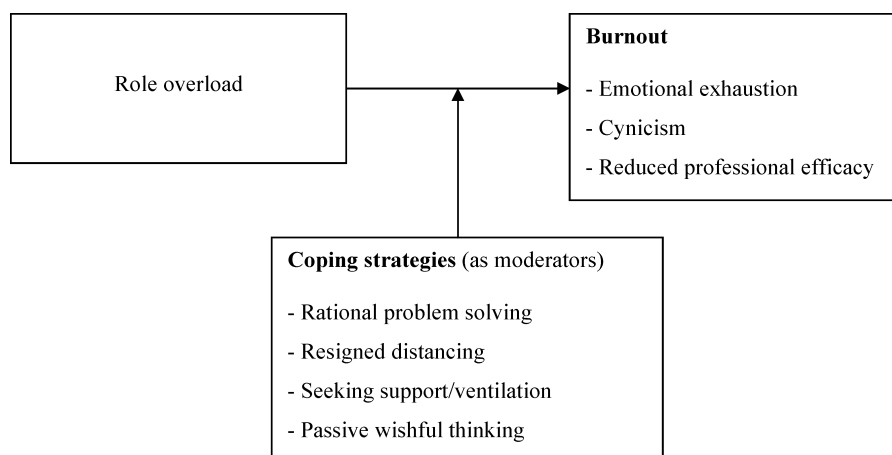 Role overload
Burnout
- Emotional exhaustion
- Cynicism
- Reduced professional efficacy
Coping strategies (as moderators)
- Rational problem solving
- Resigned distancing
- Seeking support/ventilation
- Passive wishful thinking